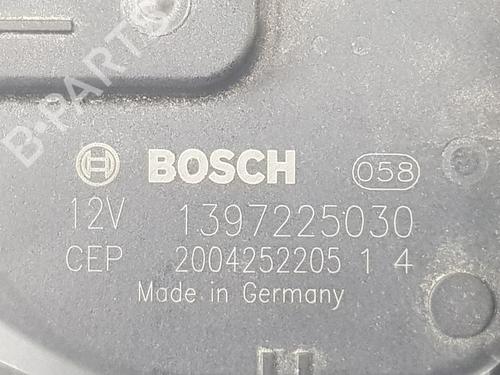 B-PARTS
BOSCH 058
12V 1397225030
CEP 2004252205 1 4
Made in Germany